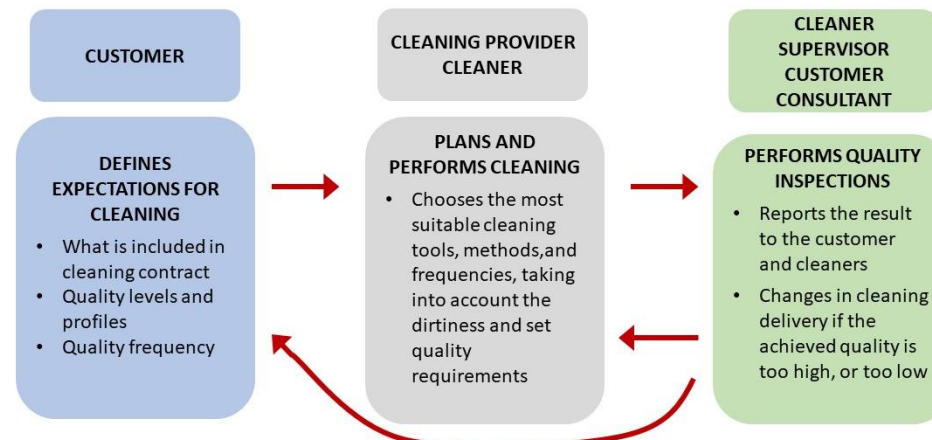 CUSTOMER
DEFINES
EXPECTATIONS FOR
CLEANING
• What is included in
cleaning contract
• Quality levels and
profiles
• Quality frequency
CLEANING PROVIDER
CLEANER
PLANS AND
PERFORMS CLEANING
• Chooses the most
suitable cleaning
tools, methods,and
frequencies, taking
into account the
dirtiness and set
quality
requirements
CLEANER
SUPERVISOR
CUSTOMER
CONSULTANT
PERFORMS QUALITY
INSPECTIONS
• Reports the result
to the customer
and cleaners
• Changes in cleaning
delivery if the
achieved quality is
too high, or too low